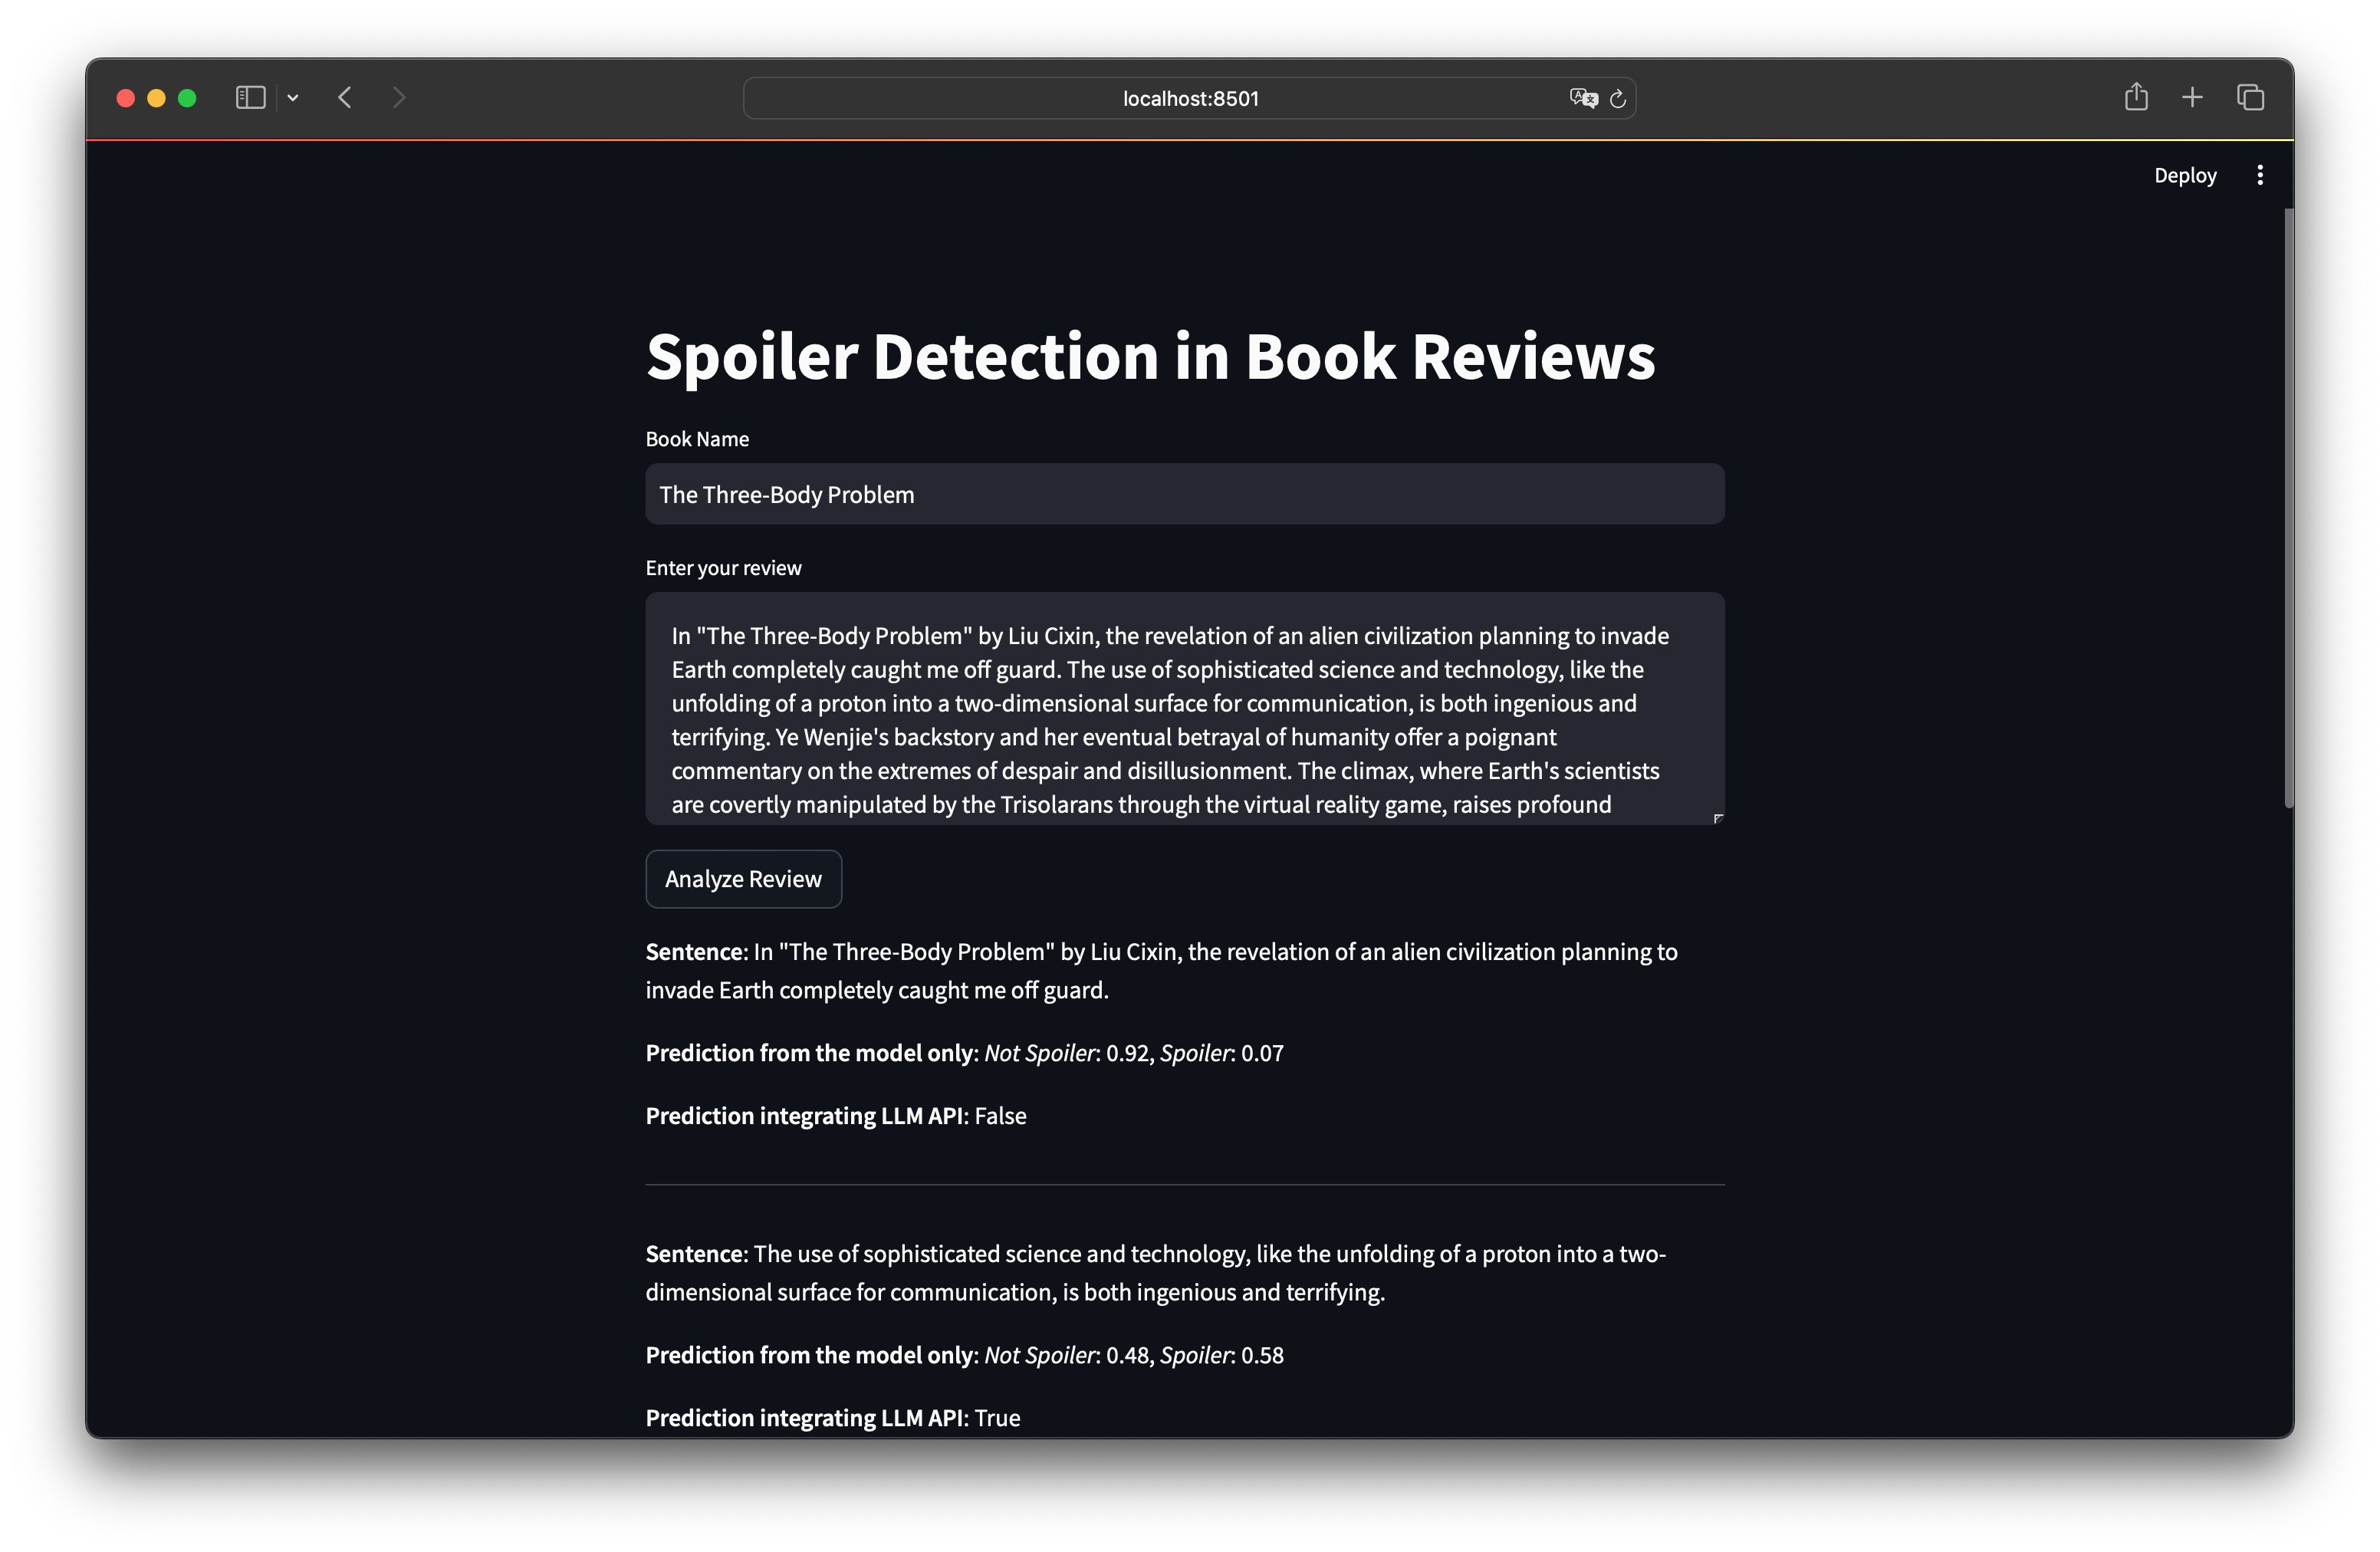 localhost:8501
Deploy
Spoiler Detection in Book Reviews
Book Name
The Three-Body Problem
Enter your review
In "The Three-Body Problem" by Liu Cixin, the revelation of an alien civilization planning to invade
Earth completely caught me off guard. The use of sophisticated science and technology, like the
unfolding of a proton into a two-dimensional surface for communication, is both ingenious and
terrifying. Ye Wenjie's backstory and her eventual betrayal of humanity offer a poignant
commentary on the extremes of despair and disillusionment. The climax, where Earth's scientists
are covertly manipulated by the Trisolarans through the virtual reality game, raises profound
Analyze Review
Sentence: In "The Three-Body Problem" by Liu Cixin, the revelation of an alien civilization planning to
invade Earth completely caught me off guard.
Prediction from the model only: Not Spoiler: 0.92, Spoiler: 0.07
Prediction integrating LLM API: False
Sentence: The use of sophisticated science and technology, like the unfolding of a proton into a two-
dimensional surface for communication, is both ingenious and terrifying.
Prediction from the model only: Not Spoiler: 0.48, Spoiler: 0.58
Prediction integrating LLM API: True